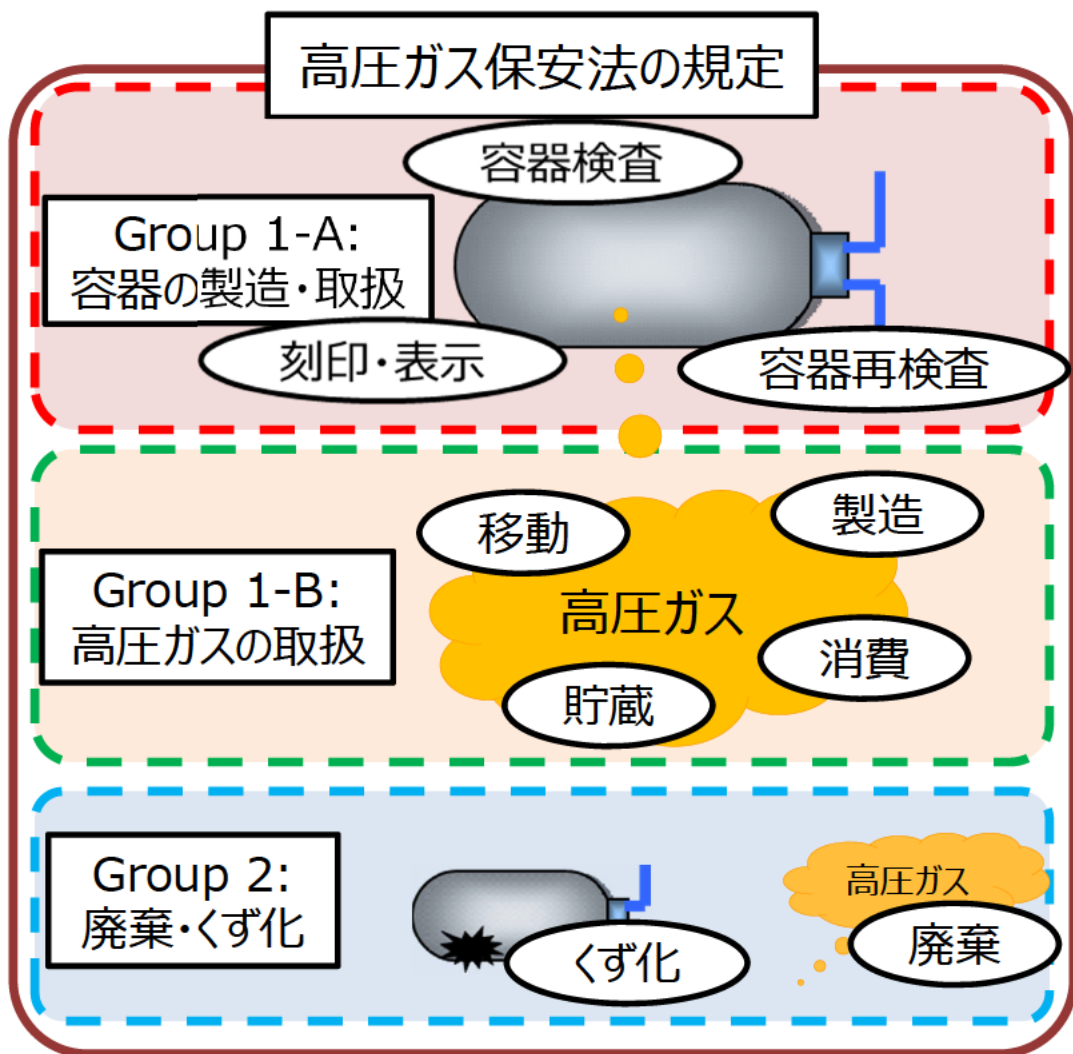 高圧ガス保安法の規定
容器検査
Group 1-A:
容器の製造・取扱
刻印・表示
容器再検査
移動
製造
Group 1-B:
高圧ガスの取扱
高圧ガス
消費
貯蔵
Group 2:
廃棄・くず化
高圧ガス
くず化
廃棄